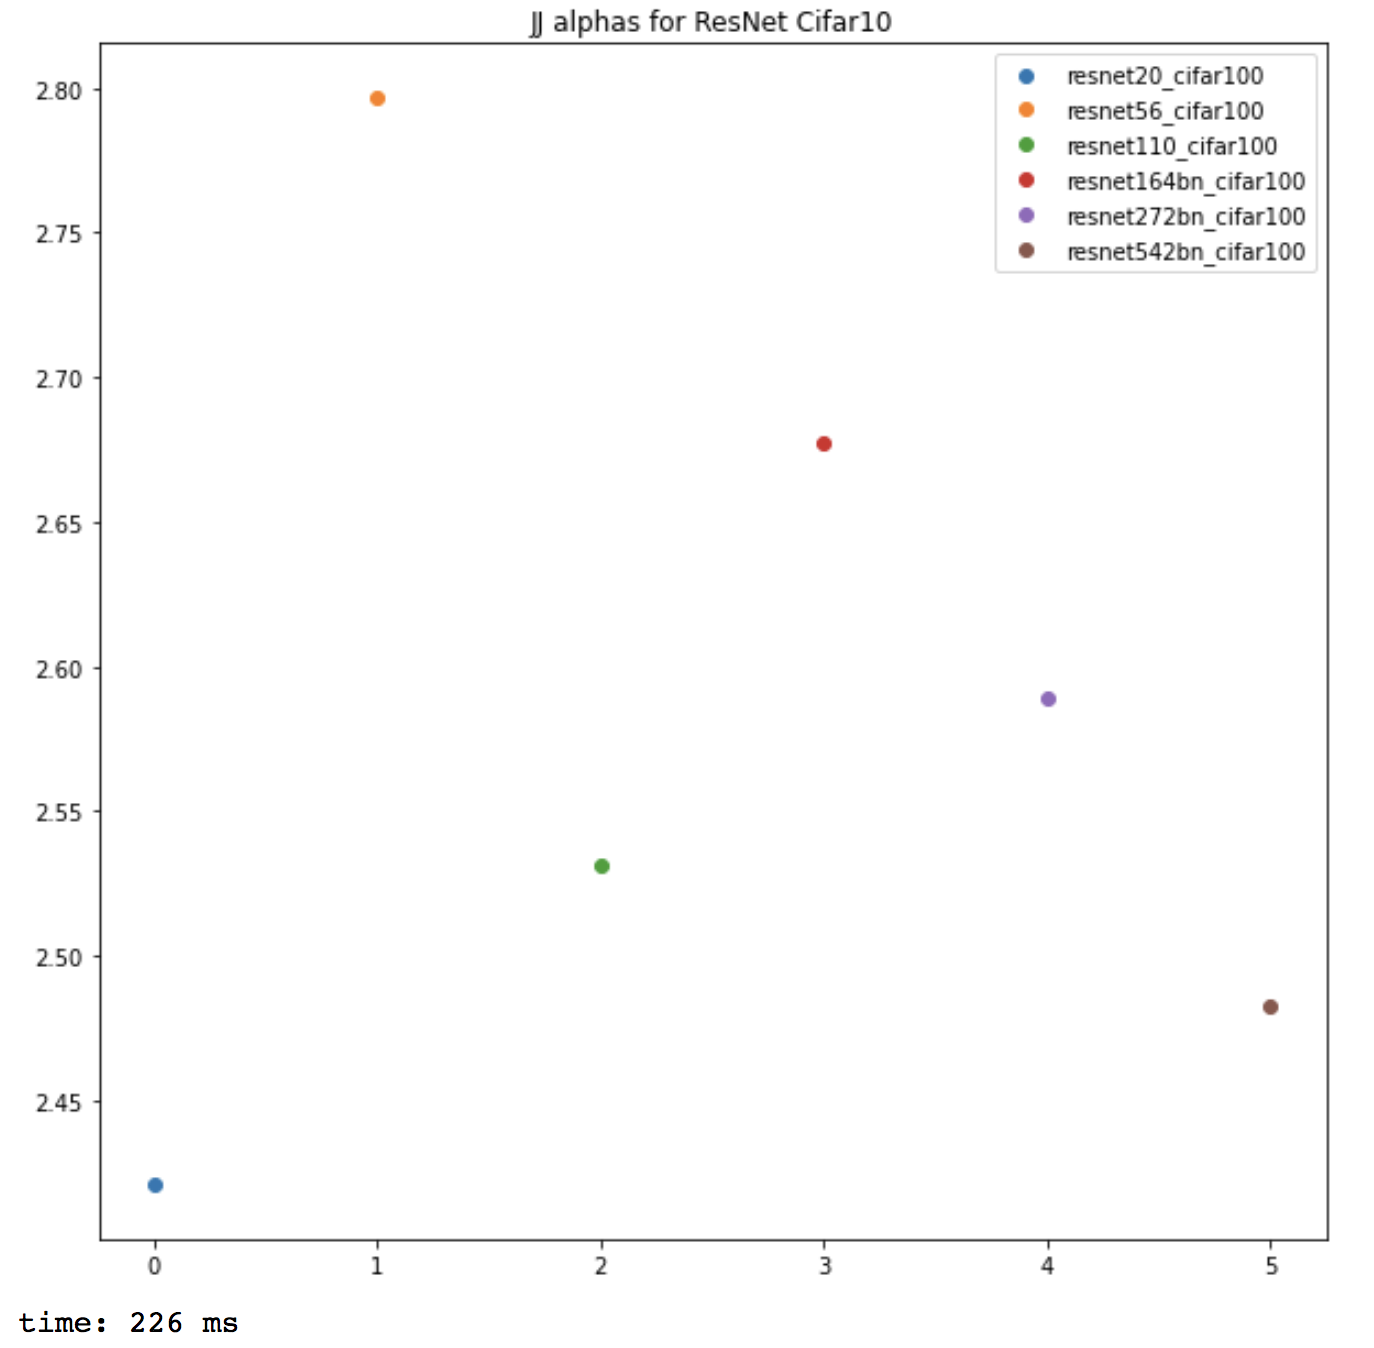 JJ alphas for ResNet Cifar10
resnet20_cifar100
resnet56_cifar100
resnet110_cifar100
resnet164bn_cifar100
resnet272bn_cifar100
resnet542bn_cifar100
2.80
2.75
2.70
2.65
2.60
2.55
2.50
2.45
0 1 2 3 4 5
time: 226 ms